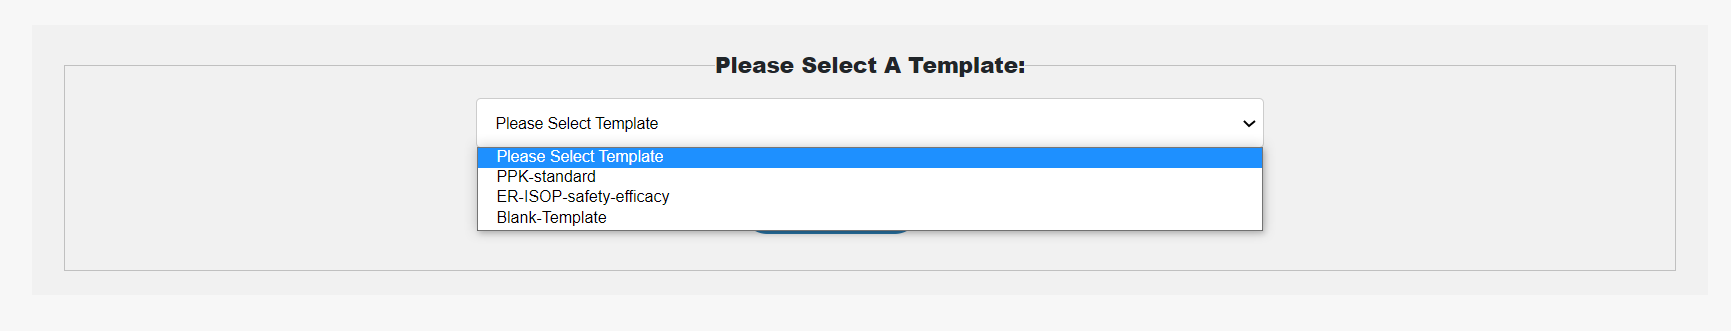 Please Select A Template:
Please Select Template
Please Select Template
PPK-standard
ER-ISOP-safety-efficacy
Blank-Template